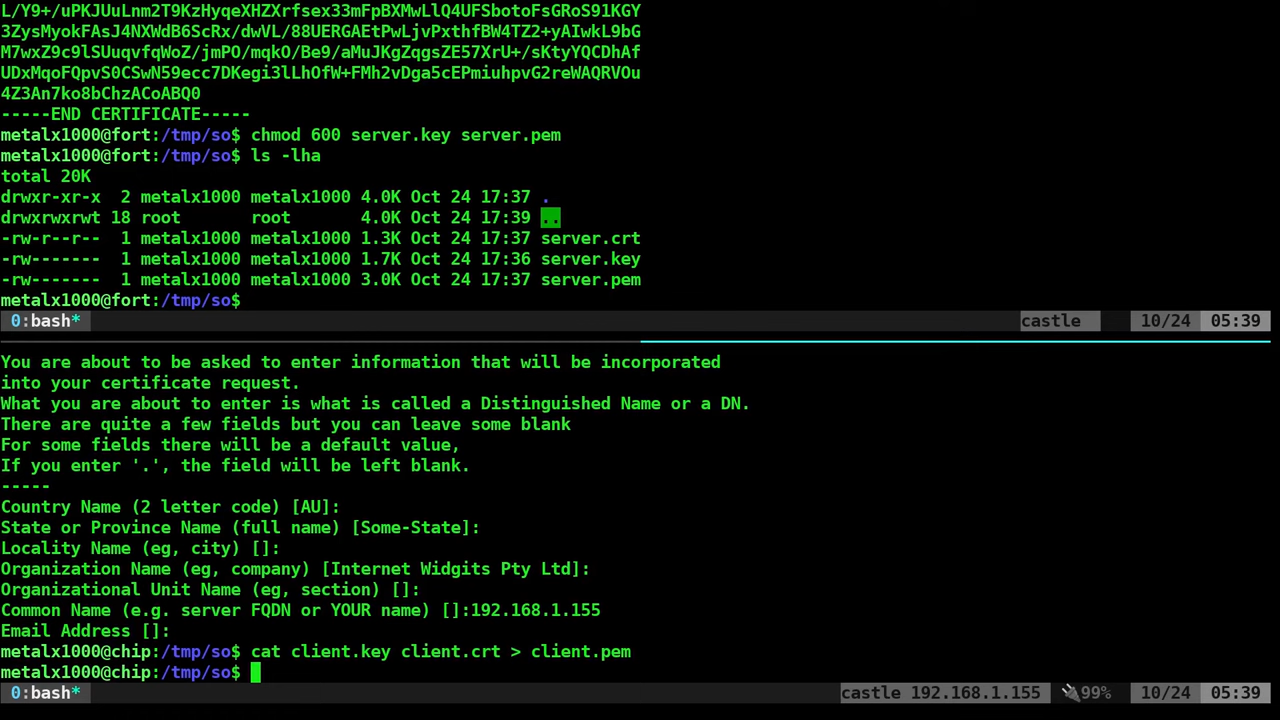 L/Y9+/uPKJUuLnm2T9KzHyqeXHZXrfsex33mFpBXMwLlQ4UFSbotoFsGRoS91KGY
3ZysMyokFAsJ4NXWdB6ScRx/dwVL/88UERGAEtPwLjvPxthfBW4TZ2+yAIwkL9bG
M7wxZ9c9lSUuqvfqWoZ/jmPO/mqkO/Be9/aMuJKgZqgsZE57XrU+/sKtyYQCDhAf
UDxMqoFQpvS0CSwN59ecc7DKegi3lLhOfW+FMh2vDga5cEPmiuhpvG2reWAQRVOu
4Z3An7ko8bChzACoABQ0
-----END CERTIFICATE-----
metalx1000@fort:/tmp/so$ chmod 600 server.key server.pem
metalx1000@fort:/tmp/so$ ls -lha
total 20K
drwxr-xr-x  2 metalx1000 metalx1000 4.0K Oct 24 17:37 .
drwxrwxrwt 18 root       root       4.0K Oct 24 17:39 ..
-rw-r--r--  1 metalx1000 metalx1000 1.3K Oct 24 17:37 server.crt
-rw-------  1 metalx1000 metalx1000 1.7K Oct 24 17:36 server.key
-rw-------  1 metalx1000 metalx1000 3.0K Oct 24 17:37 server.pem
metalx1000@fort:/tmp/so$
0:bash* castle 10/24 05:39
You are about to be asked to enter information that will be incorporated
into your certificate request.
What you are about to enter is what is called a Distinguished Name or a DN.
There are quite a few fields but you can leave some blank
For some fields there will be a default value,
If you enter '.', the field will be left blank.
-----
Country Name (2 letter code) [AU]:
State or Province Name (full name) [Some-State]:
Locality Name (eg, city) []:
Organization Name (eg, company) [Internet Widgits Pty Ltd]:
Organizational Unit Name (eg, section) []:
Common Name (e.g. server FQDN or YOUR name) []:192.168.1.155
Email Address []:
metalx1000@chip:/tmp/so$ cat client.key client.crt > client.pem
metalx1000@chip:/tmp/so$
0:bash* castle 192.168.1.155 99% 10/24 05:39